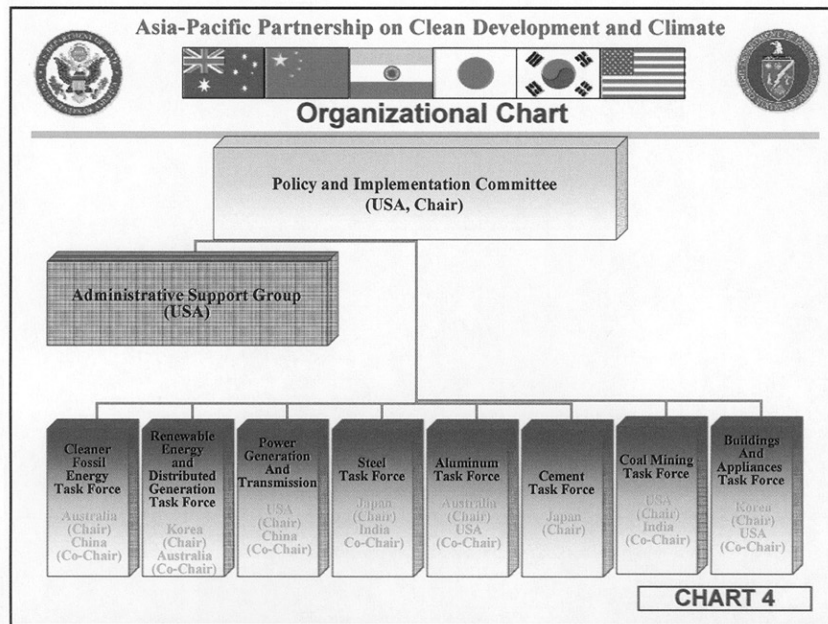 Asia-Pacific Partnership on Clean Development and Climate
Organizational Chart
Policy and Implementation Committee
(USA, Chair)
Administrative Support Group
(USA)
Cleaner
Fossil
Energy
Task Force
Australia
(Chair)
China
(Co-Chair)
Renewable
Energy
and
Distributed
Generation
Task Force
Korea
(Chair)
Australia
(Co-Chair)
Power
Generation
And
Transmission
USA
(Chair)
China
(Co-Chair)
Steel
Task Force
Japan
(Chair)
India
(Co-Chair)
Aluminum
Task Force
Australia
(Chair)
USA
(Co-Chair)
Cement
Task Force
Japan
(Chair)
Coal Mining
Task Force
USA
(Chair)
India
(Co-Chair)
Buildings
And
Appliances
Task Force
Korea
(Chair)
USA
(Co-Chair)
CHART 4